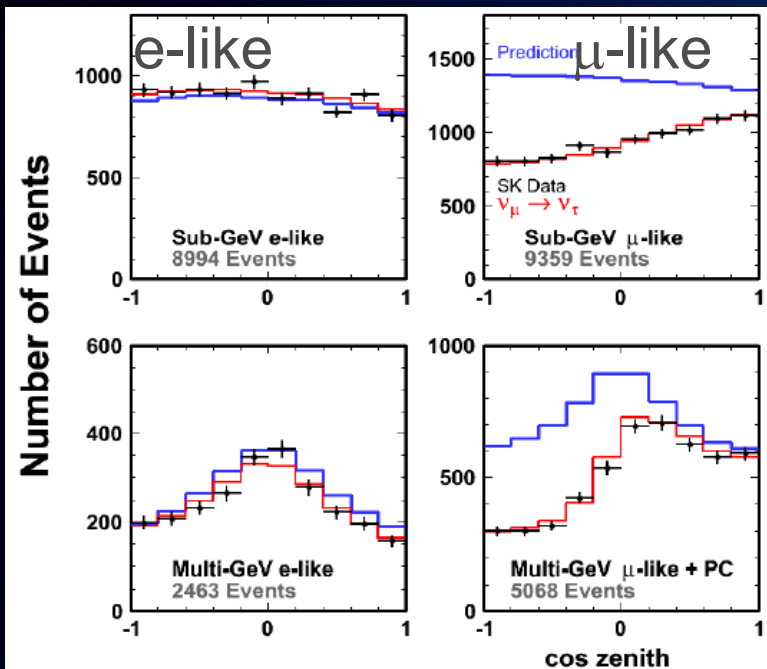 e-like
μ-like
Number of Events
1000
500
0
Sub-GeV e-like
8994 Events
-1
0
1
1500
1000
500
0
Prediction
SK Data
νμ → ντ
Sub-GeV μ-like
9359 Events
-1
0
1
600
400
200
0
Multi-GeV e-like
2463 Events
-1
0
1
1000
500
0
Multi-GeV μ-like + PC
5068 Events
-1
0
1
cos zenith